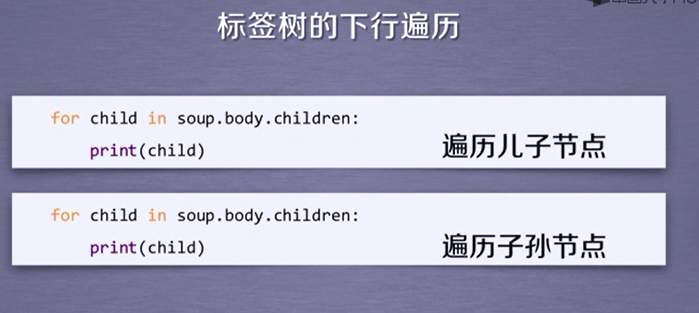 标签树的下行遍历
for child in soup.body.children:
print(child)
遍历儿子节点
for child in soup.body.children:
print(child)
遍历子孙节点